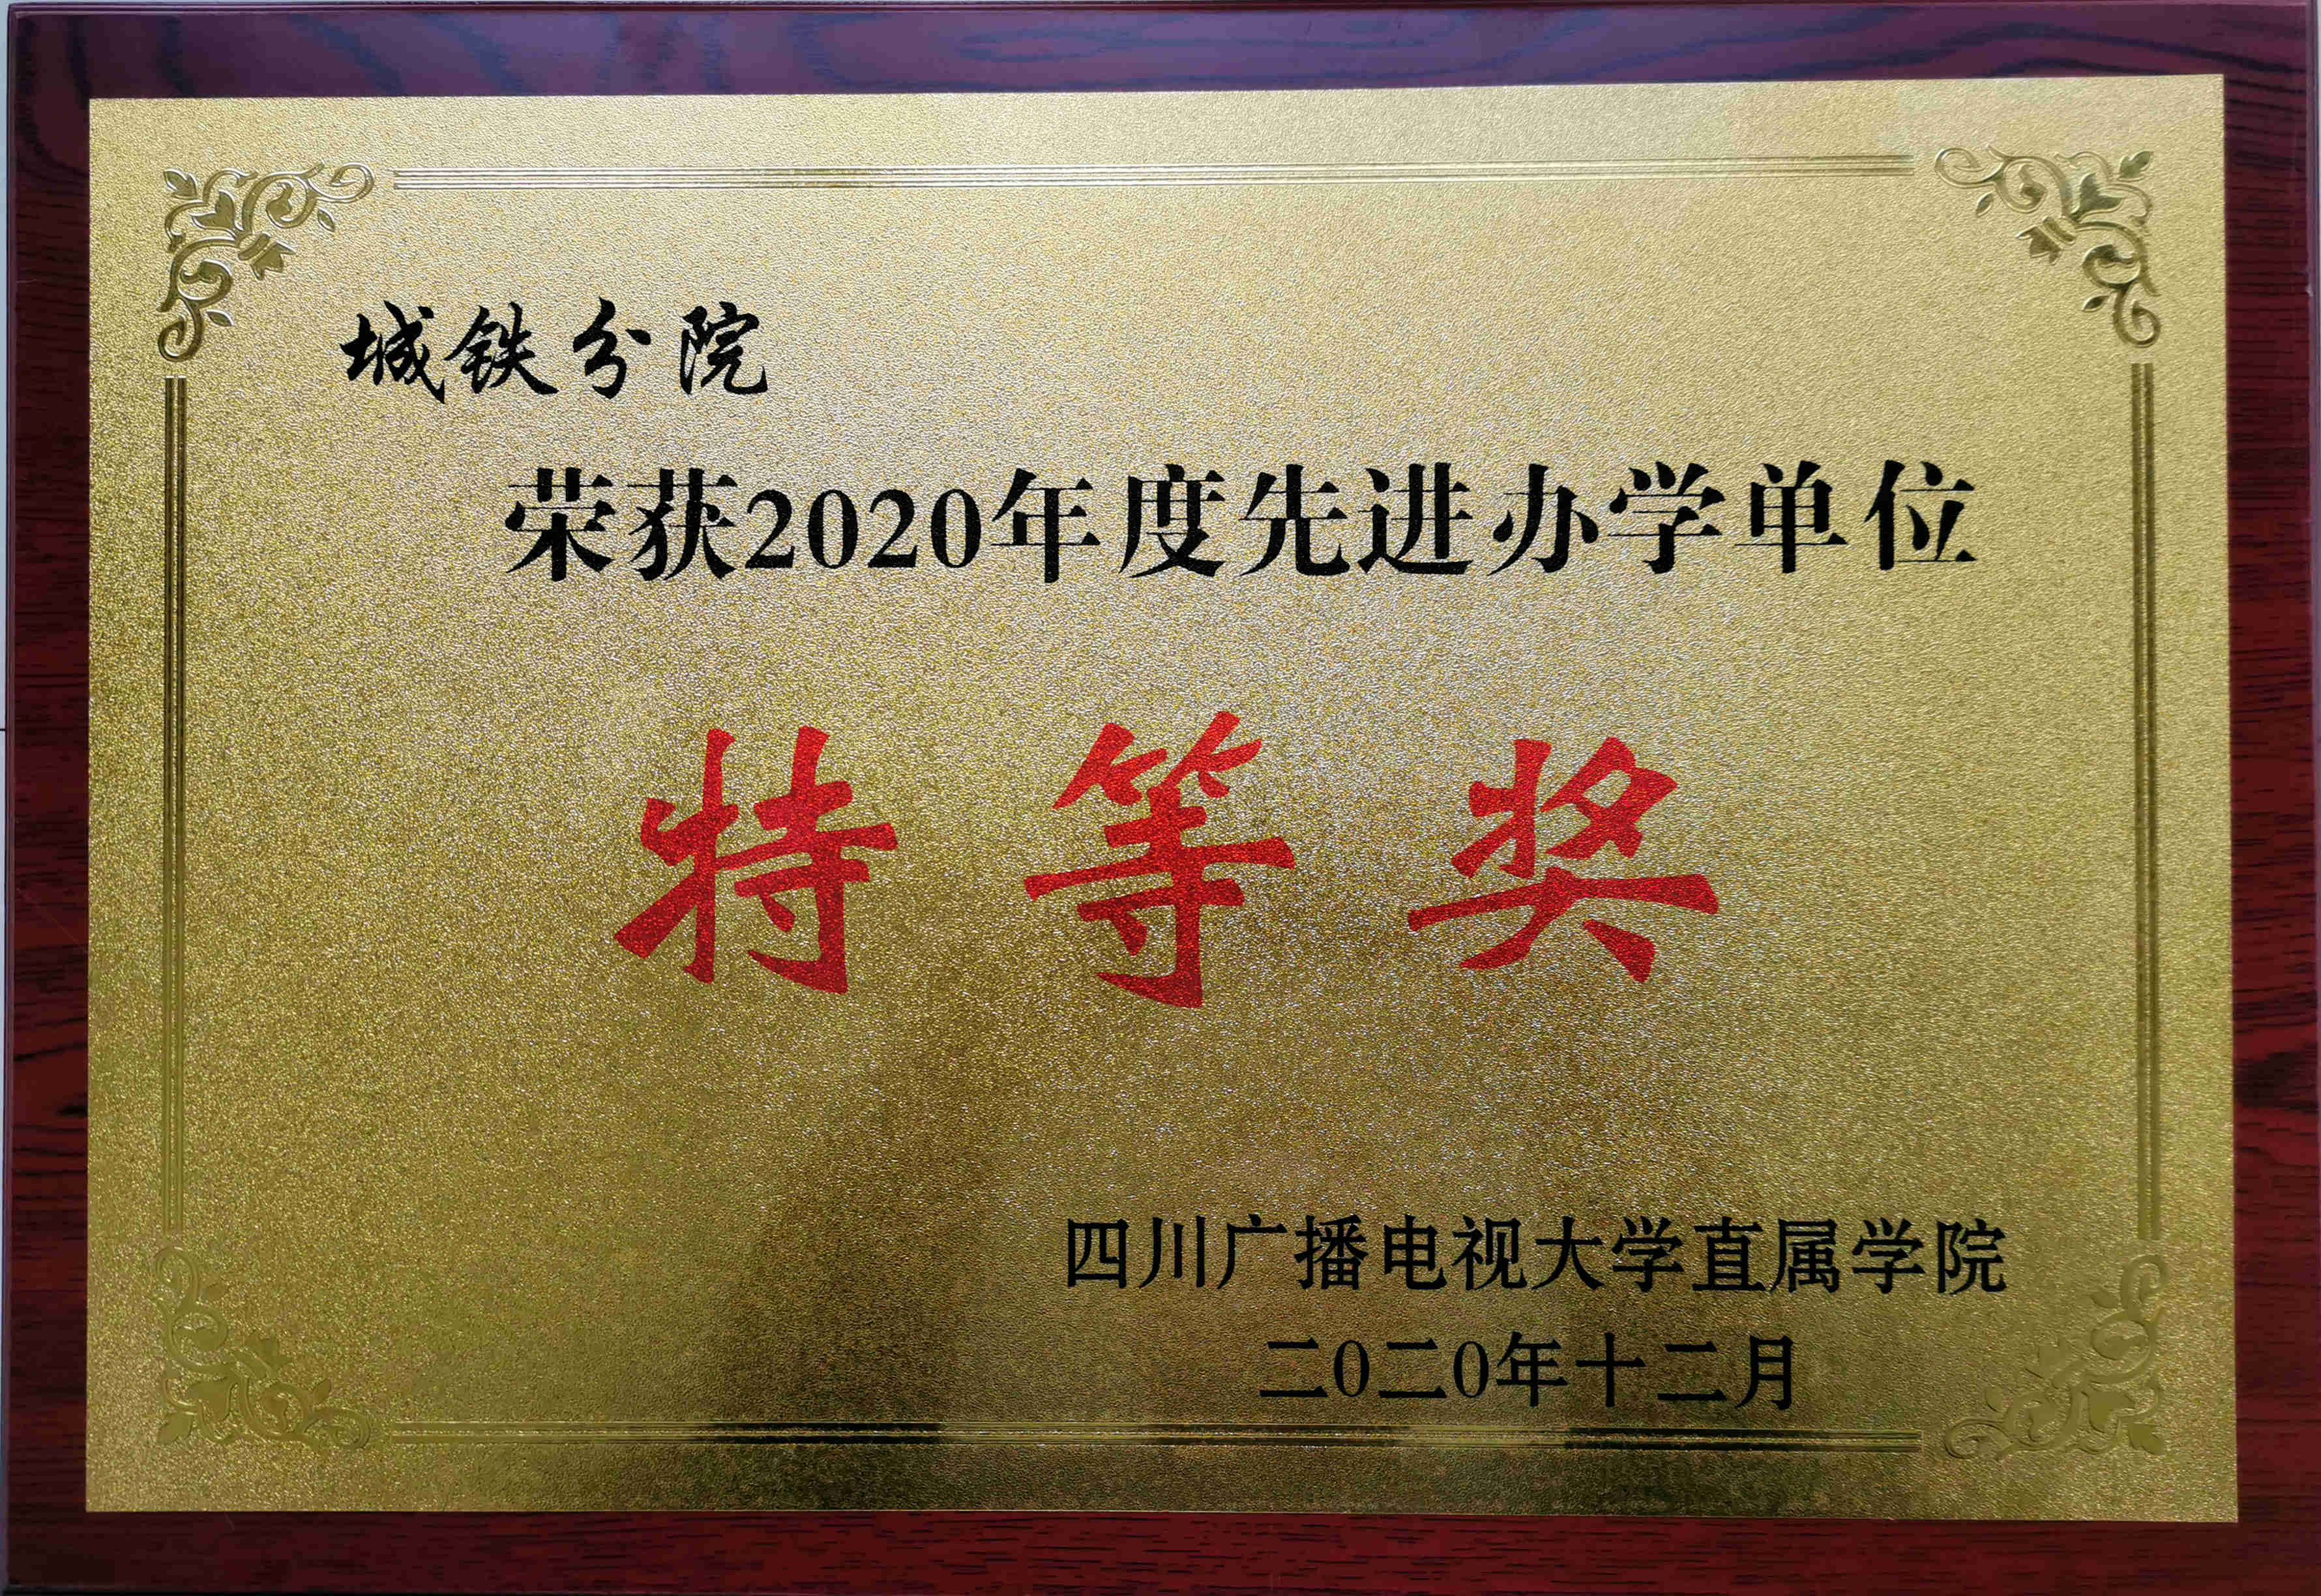 城铁分院
荣获2020年度先进办学单位
特等奖
四川广播电视大学直属学院
二0二0年十二月